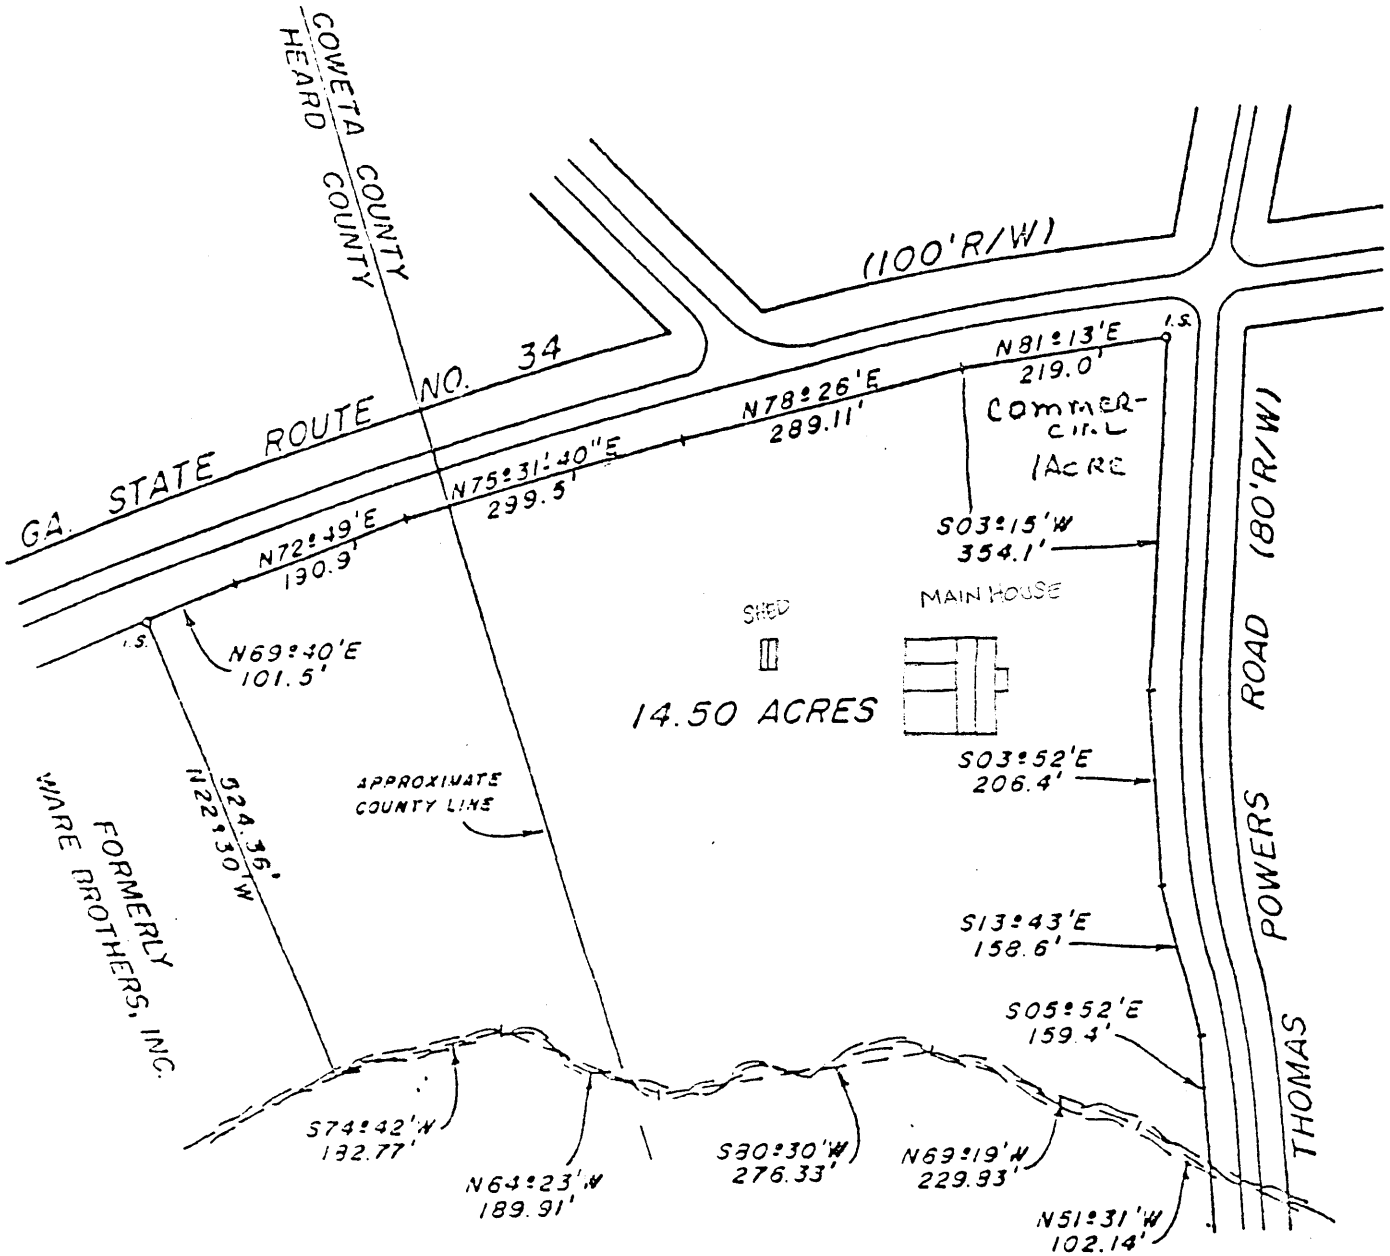 COWETA COUNTY
HEARD COUNTY
(100'R/W)
GA. STATE ROUTE NO. 34
N81°13'E
219.0'
I.S.
COMMER-
CIAL
1ACRE
N78°26'E
289.11'
N75°31'40"E
299.5'
N72°49'E
190.9'
N69°40'E
101.5'
I.S.
S03°15'W
354.1'
MAIN HOUSE
SHED
14.50 ACRES
S03°52'E
206.4'
APPROXIMATE
COUNTY LINE
N22°30'W
FORMERLY
WARE BROTHERS, INC.
S13°43'E
158.6'
S05°52'E
159.4'
THOMAS POWERS ROAD (80'R/W)
S74°42'W
182.77'
N64°23'W
189.91'
S80°30'W
276.33'
N69°19'W
229.93'
N51°31'W
102.14'